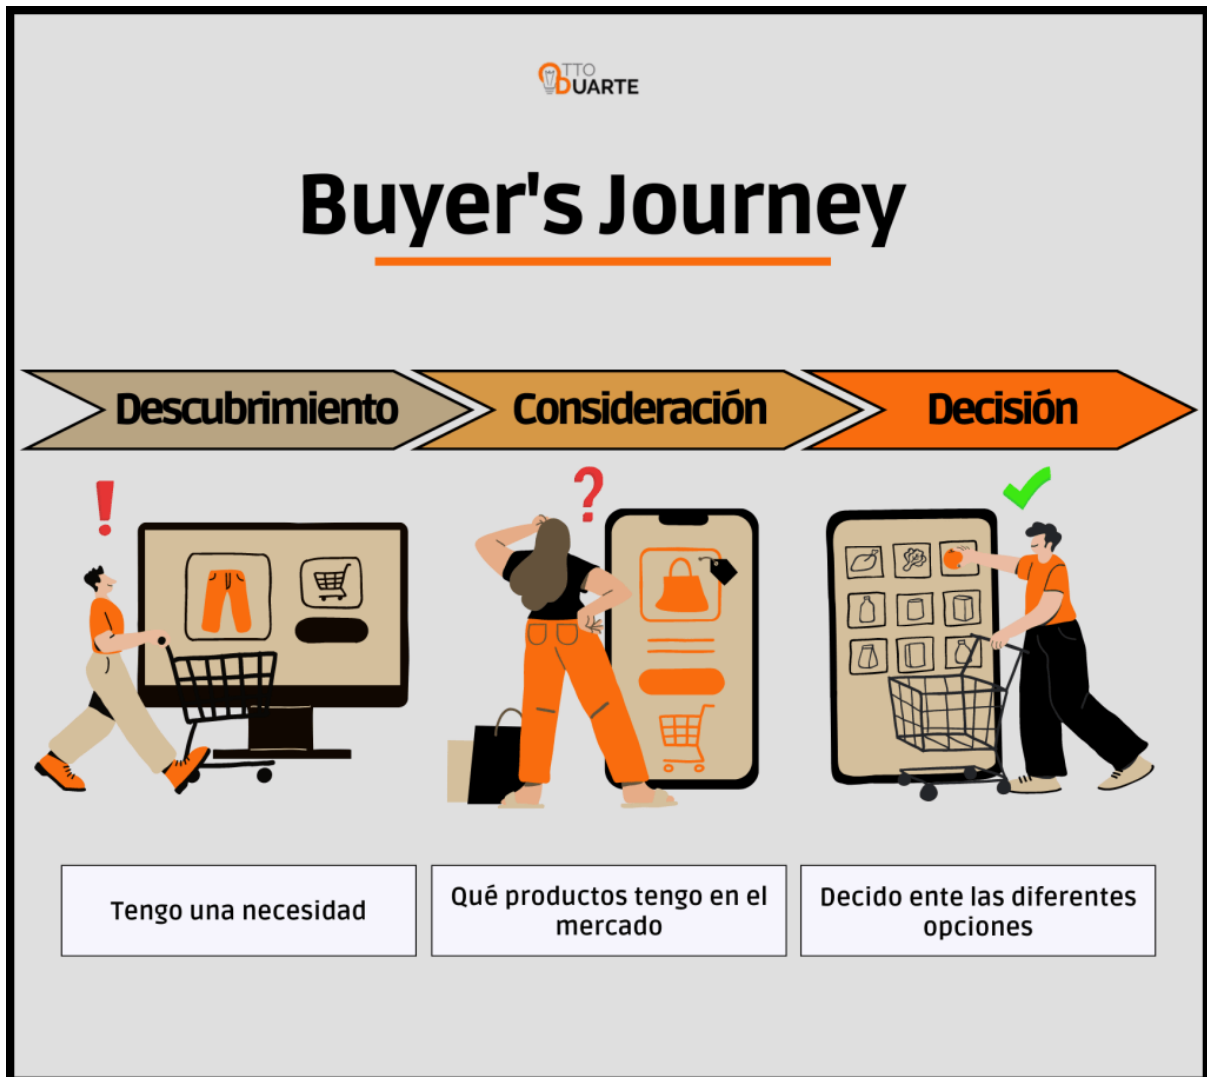 OTTO
DUARTE
Buyer's Journey
Descubrimiento
Consideración
Decisión
!
?
Tengo una necesidad
Qué productos tengo en el
mercado
Decido ente las diferentes
opciones